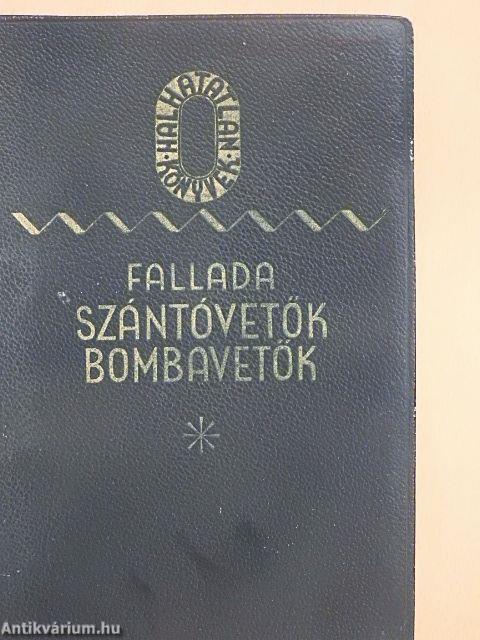 HALHATATLAN
KÖNYVEK
FALLADA
SZÁNTÓVETŐK
BOMBAVETŐK
Antikvárium.hu